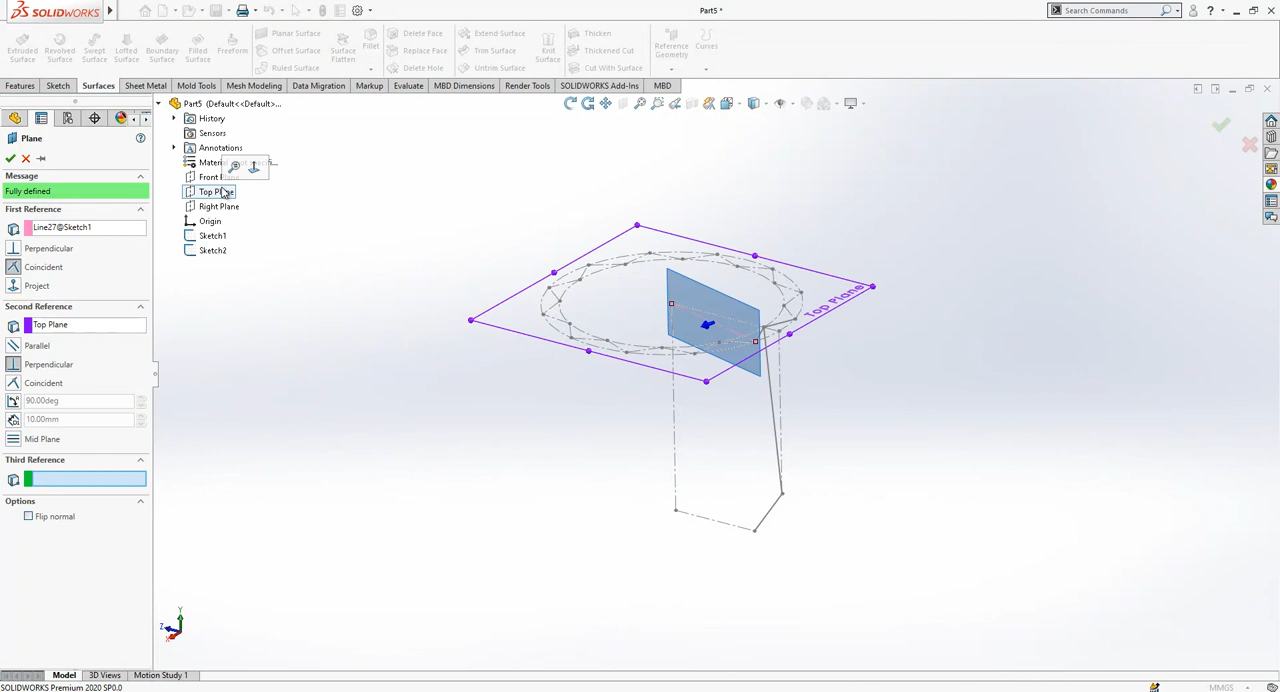 SOLIDWORKS
Part5 *
Search Commands
Extruded Surface
Revolved Surface
Swept Surface
Lofted Surface
Boundary Surface
Filled Surface
Freeform
Planar Surface
Offset Surface
Ruled Surface
Surface Flatten
Fillet
Delete Face
Replace Face
Delete Hole
Extend Surface
Trim Surface
Untrim Surface
Knit Surface
Thicken
Thickened Cut
Cut With Surface
Reference Geometry
Curves
Features
Sketch
Surfaces
Sheet Metal
Mold Tools
Mesh Modeling
Data Migration
Markup
Evaluate
MBD Dimensions
Render Tools
SOLIDWORKS Add-Ins
MBD
Plane
Message
Fully defined
First Reference
Line27@Sketch1
Perpendicular
Coincident
Project
Second Reference
Top Plane
Parallel
Perpendicular
Coincident
90.00deg
10.00mm
Mid Plane
Third Reference
Options
Flip normal
Part5 (Default<<Default>...
History
Sensors
Annotations
Material
Front Plane
Top Plane
Right Plane
Origin
Sketch1
Sketch2
Top Plane
Y
Z
X
Model
3D Views
Motion Study 1
SOLIDWORKS Premium 2020 SP0.0
MMGS